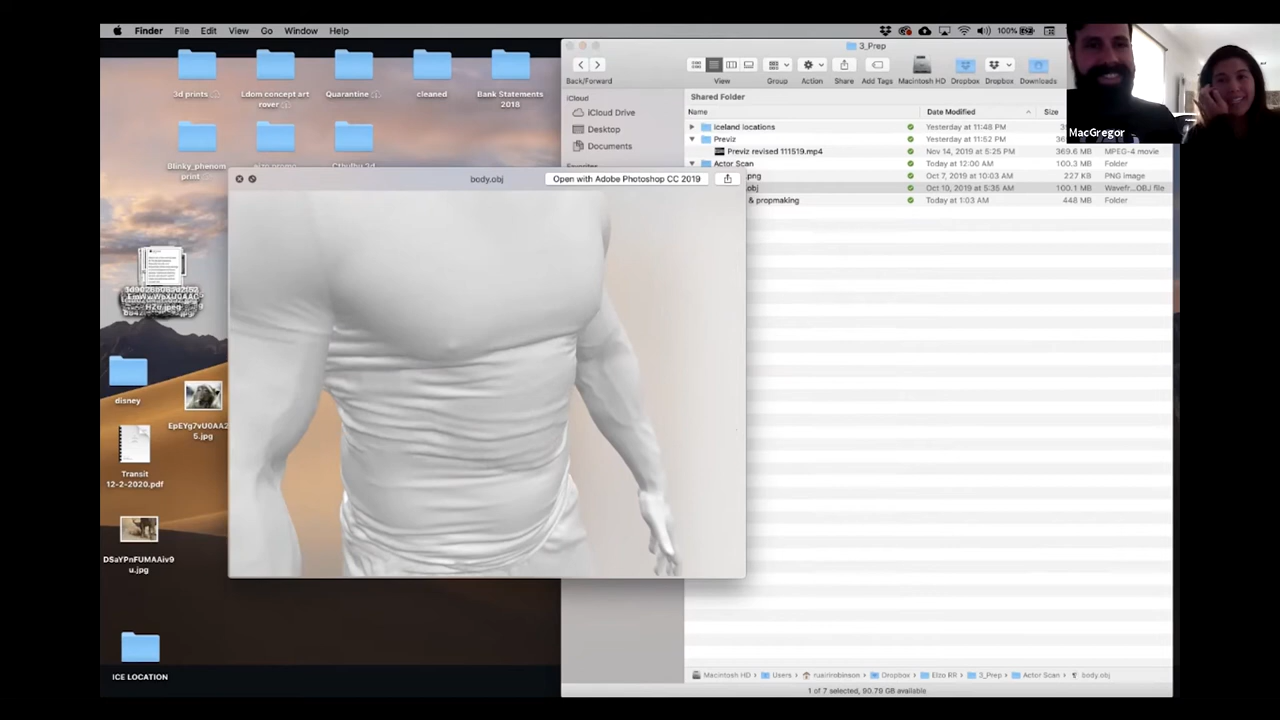 Finder File Edit View Go Window Help
100%
3_Prep
Back/Forward View Group Action Share Add Tags Macintosh HD Dropbox Dropbox Downloads
iCloud
iCloud Drive
Desktop
Documents
Shared Folder
Name Date Modified Size
Iceland locations Yesterday at 11:48 PM
Previz Yesterday at 11:52 PM
Previz revised 111519.mp4 Nov 14, 2019 at 5:25 PM 369.6 MB MPEG-4 movie
Actor Scan Today at 12:00 AM 100.3 MB Folder
.png Oct 7, 2019 at 10:23 AM 227 KB PNG image
.obj Oct 10, 2019 at 5:35 AM 100.1 MB Wavefr...OBJ file
& propmaking Today at 1:03 AM 448 MB Folder
MacGregor
3d prints
Ldom concept art
rover
Quarantine
cleaned
Bank Statements
2018
Blinky_phenom
print
body.obj
Open with Adobe Photoshop CC 2019
disney
EpEYg7vU0AA2
5.jpg
Transit
12-2-2020.pdf
DSaYPnFUMAAiv9
u.jpg
ICE LOCATION
Macintosh HD Users ruairirobinson Dropbox Elzo RR 3_Prep Actor Scan body.obj
1 of 7 selected, 90.79 GB available